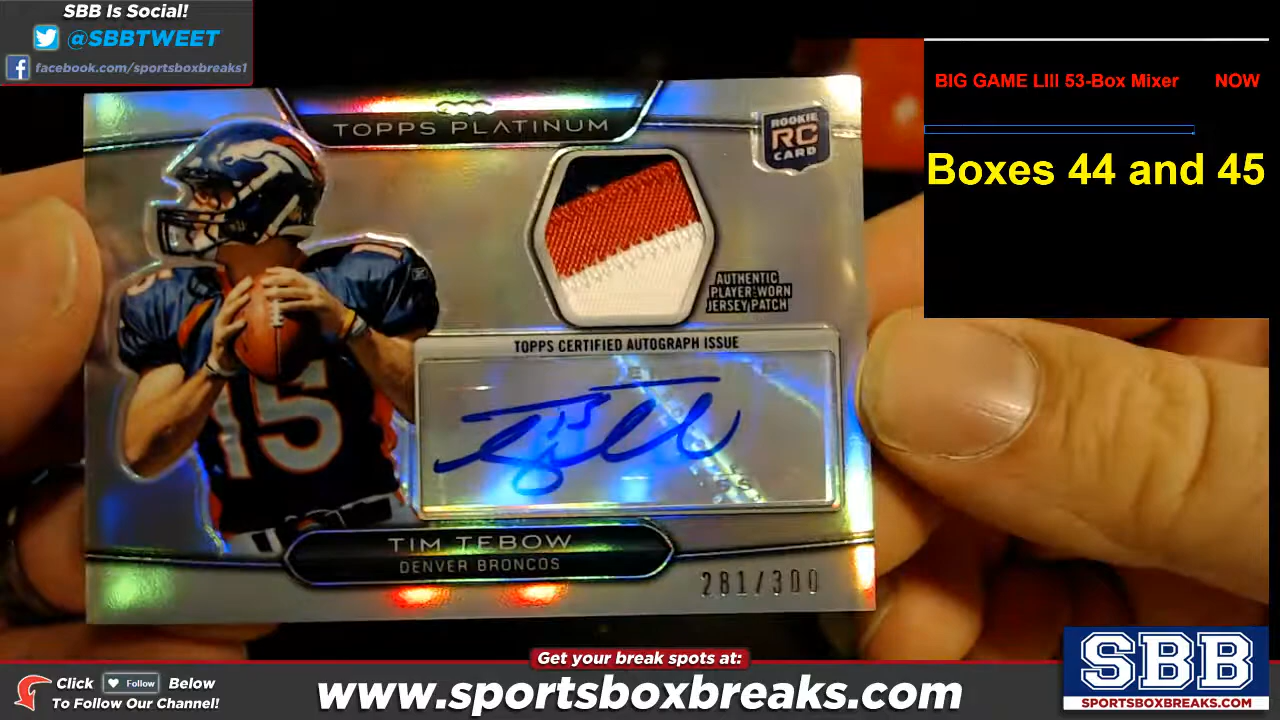 SBB Is Social!
@SBBTWEET
facebook.com/sportsboxbreaks1
BIG GAME LIII 53-Box Mixer NOW
Boxes 44 and 45
TOPPS PLATINUM
ROOKIE
RC
CARD
AUTHENTIC
PLAYER-WORN
JERSEY PATCH
TOPPS CERTIFIED AUTOGRAPH ISSUE
15
15
TIM TEBOW
DENVER BRONCOS
281/300
Get your break spots at:
Click Follow Below
To Follow Our Channel!
www.sportsboxbreaks.com
SBB
SPORTSBOXBREAKS.COM